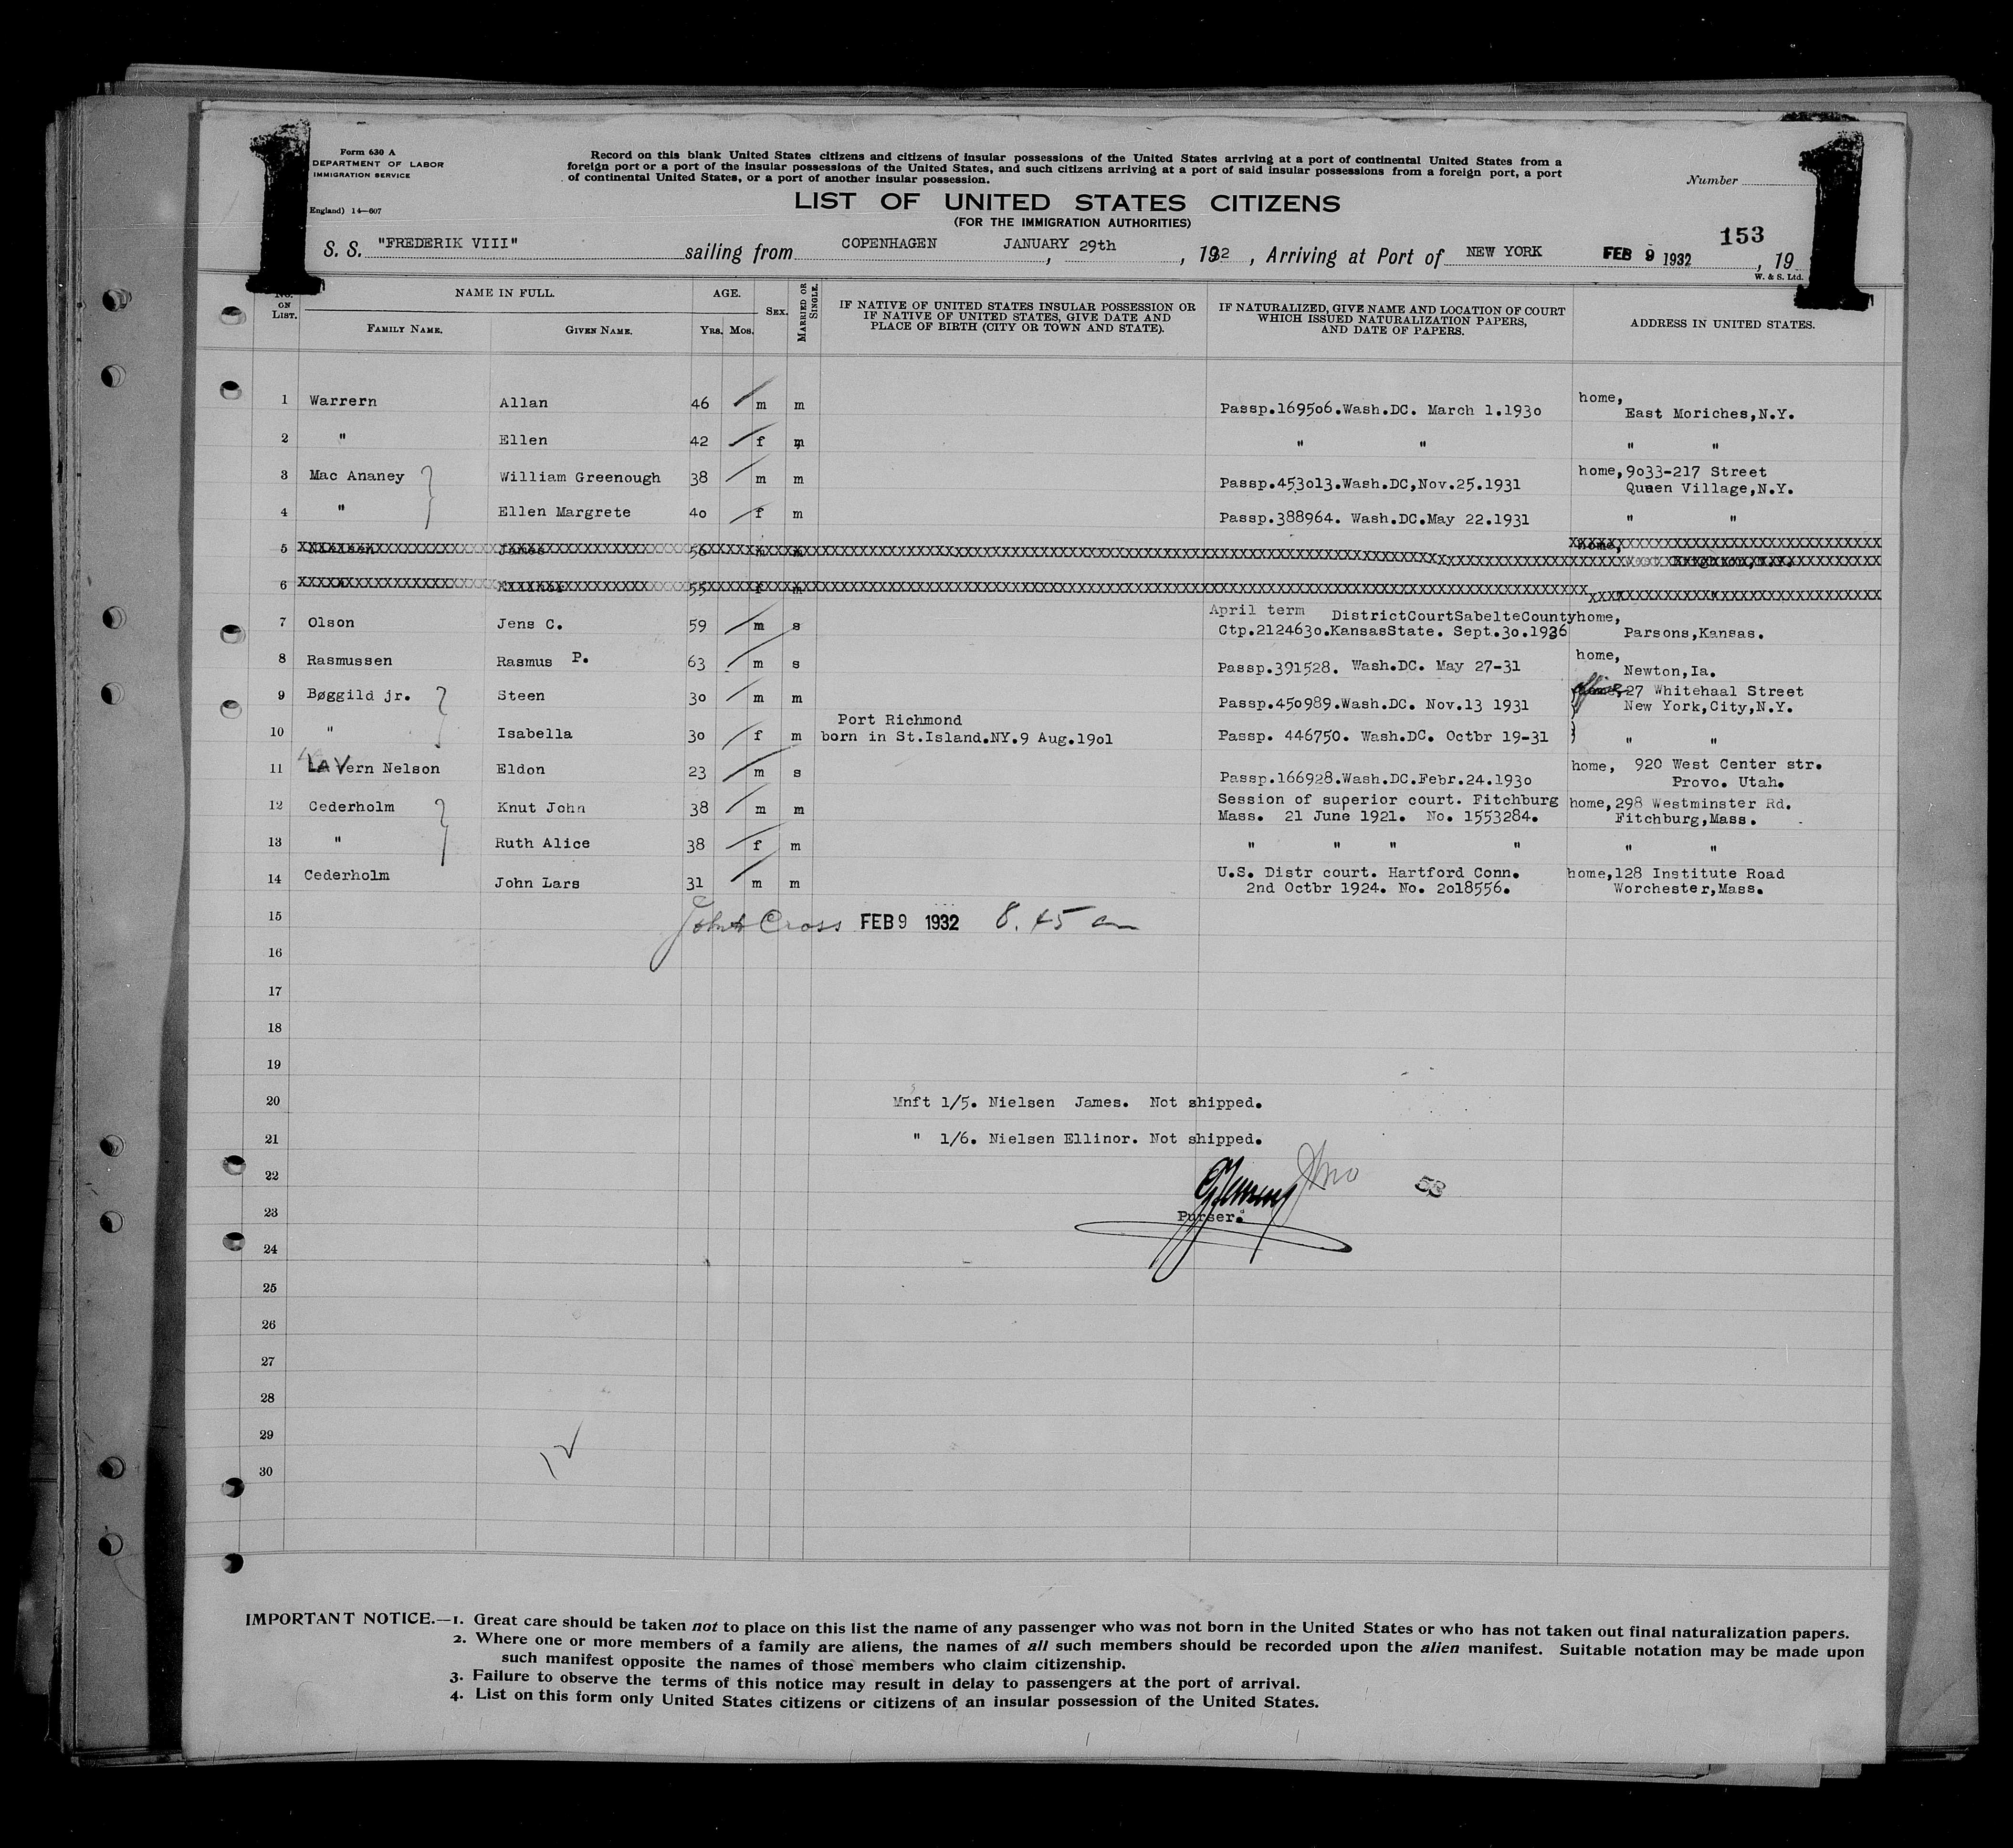 1
1
Form 630 A
DEPARTMENT OF LABOR
IMMIGRATION SERVICE
England) 14—607
Record on this blank United States citizens and citizens of insular possessions of the United States arriving at a port of continental United States from a
foreign port or a port of the insular possessions of the United States, and such citizens arriving at a port of said insular possessions from a foreign port, a port
of continental United States, or a port of another insular possession.
Number
LIST OF UNITED STATES CITIZENS
(FOR THE IMMIGRATION AUTHORITIES)
153
S. S. "FREDERIK VIII" sailing from COPENHAGEN , JANUARY 29th , 1932 , Arriving at Port of NEW YORK FEB 9 1932 , 19
W. & S. Ltd.
No. ON LIST. NAME IN FULL. AGE. SEX. MARRIED OR SINGLE. IF NATIVE OF UNITED STATES INSULAR POSSESSION OR IF NATIVE OF UNITED STATES, GIVE DATE AND PLACE OF BIRTH (CITY OR TOWN AND STATE). IF NATURALIZED, GIVE NAME AND LOCATION OF COURT WHICH ISSUED NATURALIZATION PAPERS, AND DATE OF PAPERS. ADDRESS IN UNITED STATES.
FAMILY NAME. GIVEN NAME. YRS. MOS.
1 Warrern Allan 46 m m Passp.169506.Wash.DC. March 1.1930 home, East Moriches,N.Y.
2 " Ellen 42 f m " " " "
3 Mac Ananey William Greenough 38 m m Passp.453013.Wash.DC,Nov.25.1931 home,9033-217 Street Queen Village,N.Y.
4 " Ellen Margrete 40 f m Passp.388964. Wash.DC.May 22.1931 " "
5 Nielsen James 56 m m home,
6 Ellinor 55 f m
7 Olson Jens C. 59 m s April term DistrictCourtSabelteCounty Ctp.2124630.KansasState. Sept.30.1926 home, Parsons,Kansas.
8 Rasmussen Rasmus P. 63 m s Passp.391528. Wash.DC. May 27-31 home, Newton,Ia.
9 Bøggild jr. Steen 30 m m Passp.450989.Wash.DC. Nov.13 1931 office 27 Whitehaal Street New York,City,N.Y.
10 " Isabella 30 f m Port Richmond born in St.Island.NY.9 Aug.1901 Passp. 446750. Wash.DC. Octbr 19-31 " "
11 LaVern Nelson Eldon 23 m s Passp.166928.Wash.DC.Febr.24.1930 home, 920 West Center str. Provo. Utah.
12 Cederholm Knut John 38 m m Session of superior court. Fitchburg Mass. 21 June 1921. No. 1553284. home,298 Westminster Rd. Fitchburg,Mass.
13 " Ruth Alice 38 f m " " " " " "
14 Cederholm John Lars 31 m m U.S. Distr court. Hartford Conn. 2nd Octbr 1924. No. 2018556. home,128 Institute Road Worchester,Mass.
15 John Cross FEB 9 1932 8.45 am
16
17
18
19
20 Mnft 1/5. Nielsen James. Not shipped.
21 " 1/6. Nielsen Ellinor. Not shipped.
22 53
23 Purser.
24
25
26
27
28
29
30
12
IMPORTANT NOTICE.—1. Great care should be taken not to place on this list the name of any passenger who was not born in the United States or who has not taken out final naturalization papers.
2. Where one or more members of a family are aliens, the names of all such members should be recorded upon the alien manifest. Suitable notation may be made upon
such manifest opposite the names of those members who claim citizenship.
3. Failure to observe the terms of this notice may result in delay to passengers at the port of arrival.
4. List on this form only United States citizens or citizens of an insular possession of the United States.